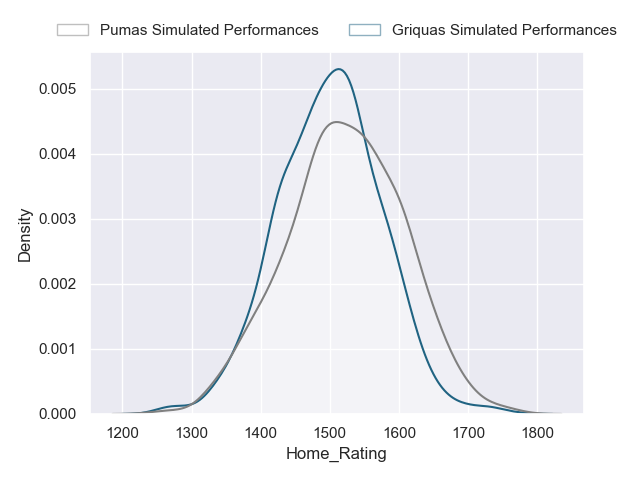 Pumas Simulated Performances Griquas Simulated Performances
0.005
0.004
0.003
0.002
0.001
0.000
Density
1200 1300 1400 1500 1600 1700 1800
Home_Rating